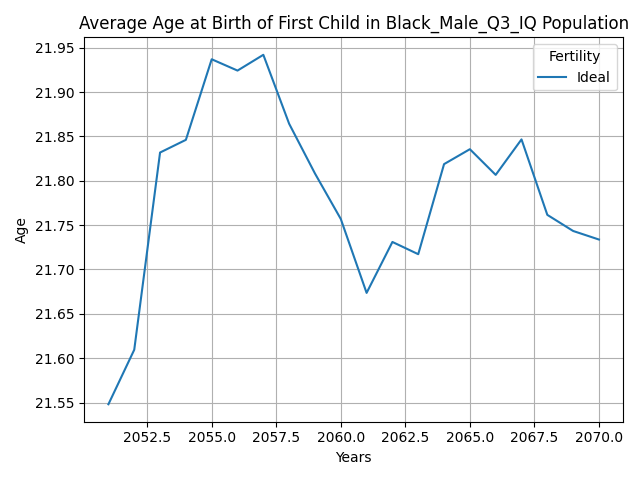 Average Age at Birth of First Child in Black_Male_Q3_IQ Population
Fertility
Ideal
Age
21.95
21.90
21.85
21.80
21.75
21.70
21.65
21.60
21.55
2052.5 2055.0 2057.5 2060.0 2062.5 2065.0 2067.5 2070.0
Years